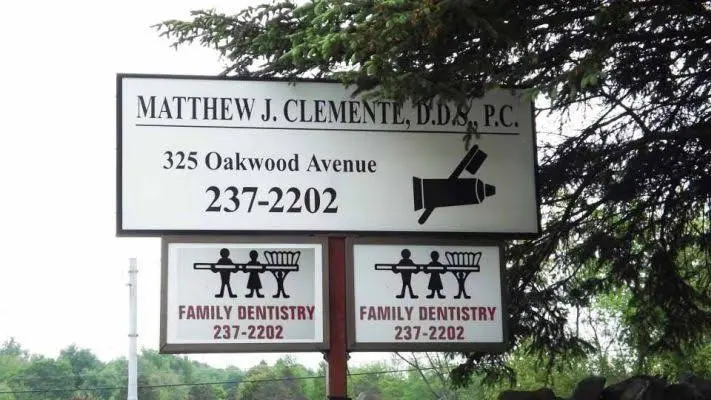 MATTHEW J. CLEMENTE, D.D.S., P.C.
325 Oakwood Avenue
237-2202
FAMILY DENTISTRY
237-2202
FAMILY DENTISTRY
237-2202